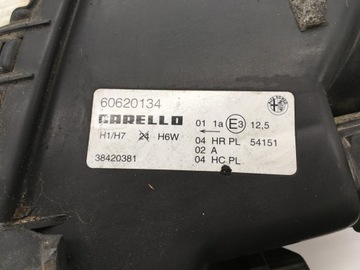 60620134
CARELLO 01 1a E3 12,5
H1/H7 24 H6W 04 HR PL 54151
02 A
38420381 04 HC PL